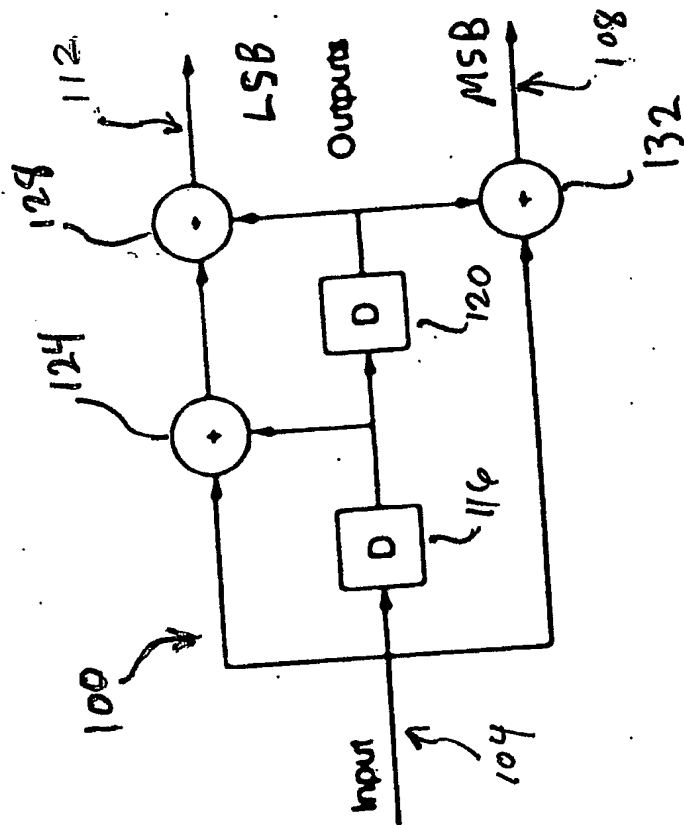 112
LSB
Outputs
MSB
108
128
+
+
132
124
+
D
120
D
116
100
Input
104